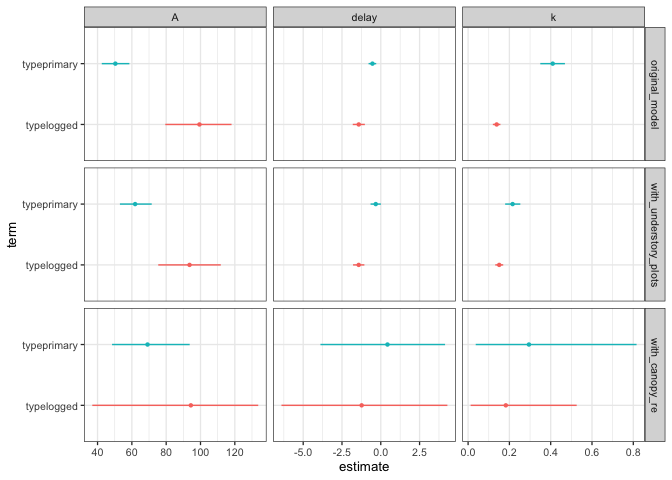 A delay k
typeprimary
typelogged
original_model
typeprimary
typelogged
with_understory_plots
typeprimary
typelogged
with_canopy_re
term
40 60 80 100 120 -5.0 -2.5 0.0 2.5 0.0 0.2 0.4 0.6 0.8
estimate